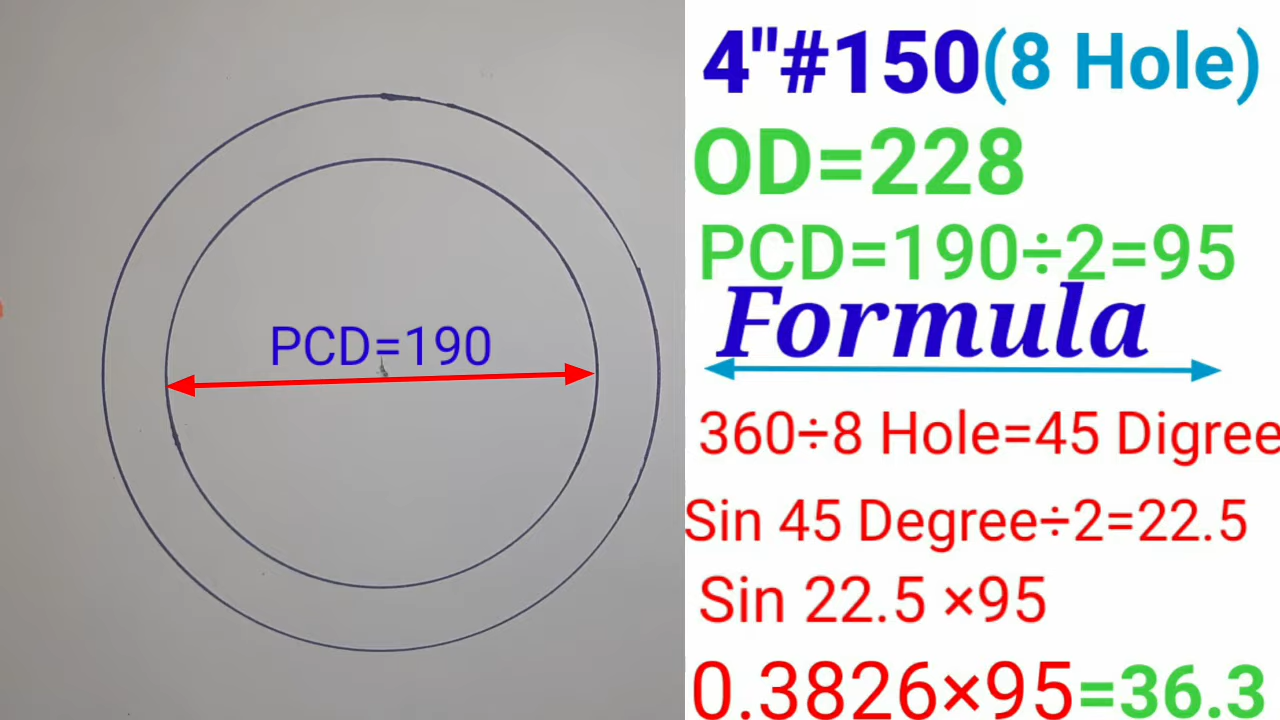 4"#150(8 Hole)
OD=228
PCD=190÷2=95
Formula
PCD=190
360÷8 Hole=45 Digree
Sin 45 Degree÷2=22.5
Sin 22.5 ×95
0.3826×95=36.3